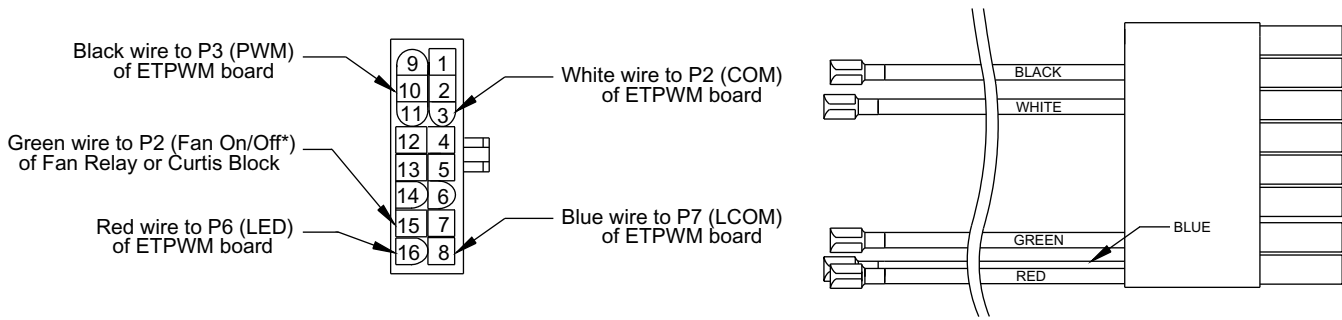 Black wire to P3 (PWM)
of ETPWM board
Green wire to P2 (Fan On/Off*)
of Fan Relay or Curtis Block
Red wire to P6 (LED)
of ETPWM board
9 1
10 2
11 3
12 4
13 5
14 6
15 7
16 8
White wire to P2 (COM)
of ETPWM board
Blue wire to P7 (LCOM)
of ETPWM board
BLACK
WHITE
GREEN
BLUE
RED